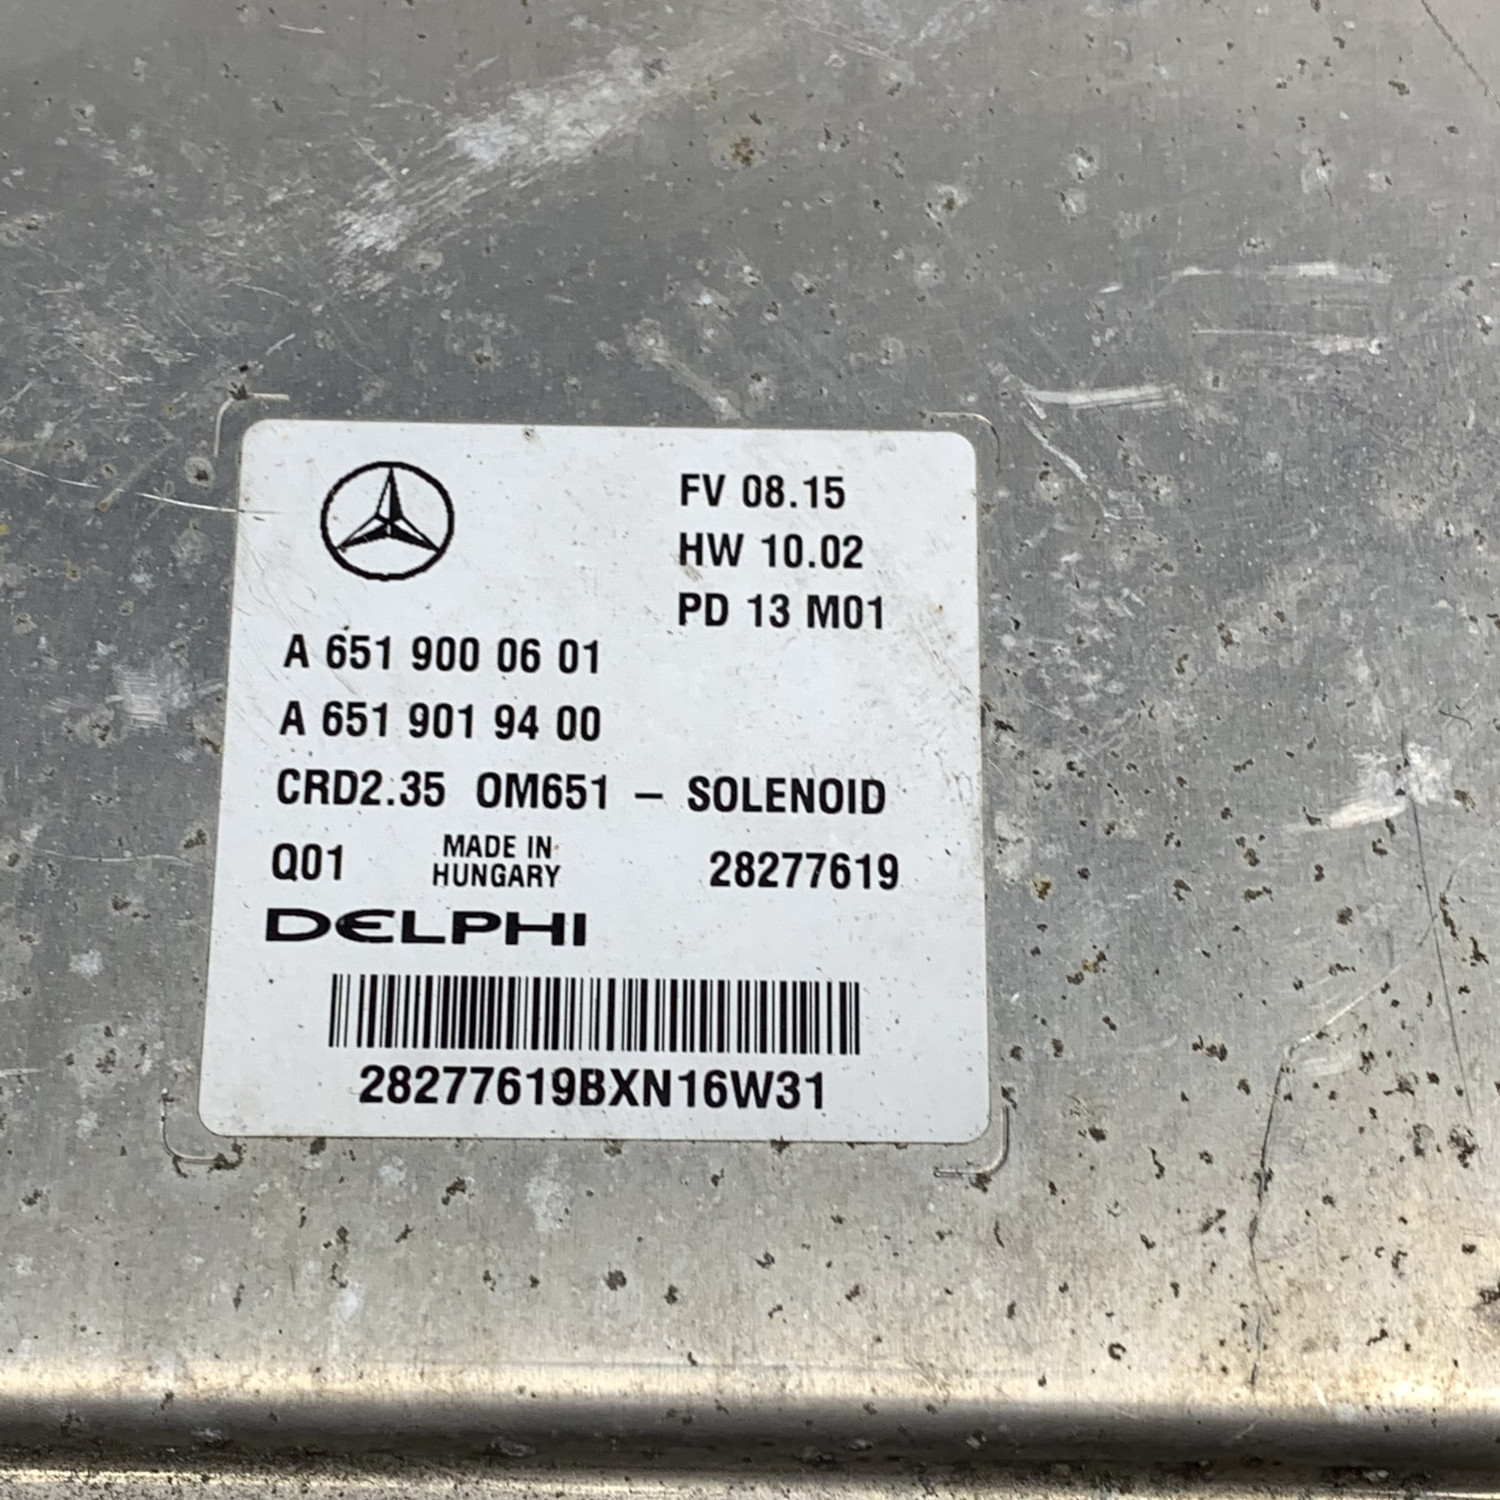 FV 08.15
HW 10.02
PD 13 M01
A 651 900 06 01
A 651 901 94 00
CRD2.35 OM651 – SOLENOID
Q01 MADE IN HUNGARY 28277619
DELPHI
28277619BXN16W31